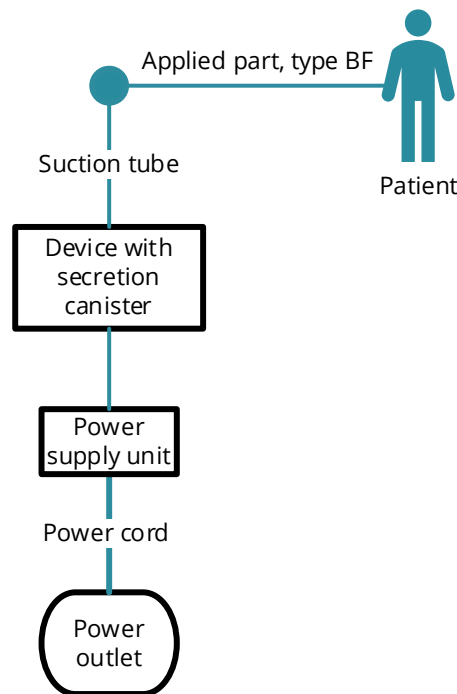 Applied part, type BF
Patient
Suction tube
Device with
secretion
canister
Power
supply unit
Power cord
Power
outlet